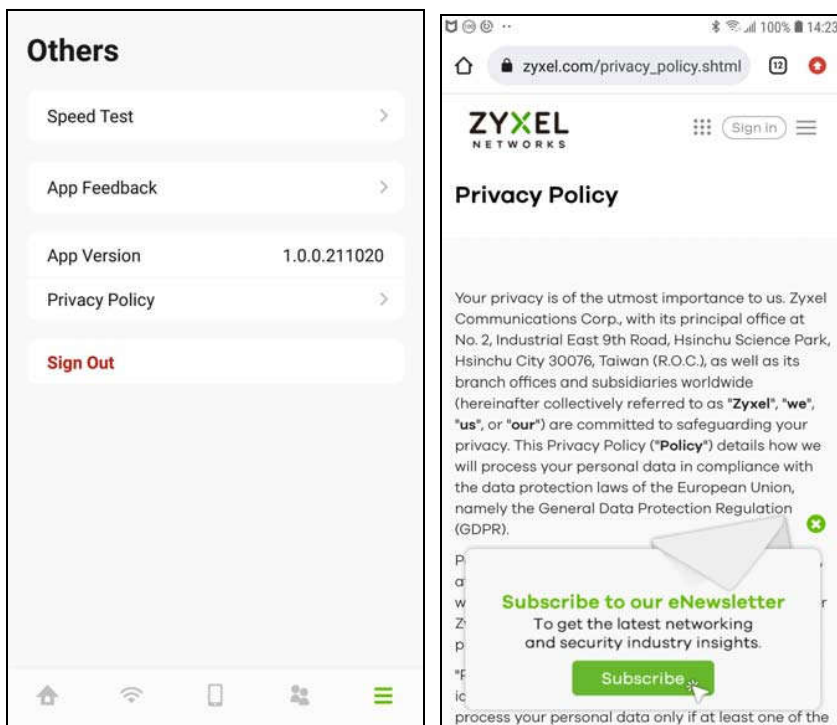 Others
Speed Test
App Feedback
App Version 1.0.0.211020
Privacy Policy
Sign Out
100% 14:23
zyxel.com/privacy_policy.shtml 12
ZYXEL
NETWORKS
Sign in
Privacy Policy
Your privacy is of the utmost importance to us. Zyxel
Communications Corp., with its principal office at
No. 2, Industrial East 9th Road, Hsinchu Science Park,
Hsinchu City 30076, Taiwan (R.O.C.), as well as its
branch offices and subsidiaries worldwide
(hereinafter collectively referred to as "Zyxel", "we",
"us", or "our") are committed to safeguarding your
privacy. This Privacy Policy ("Policy") details how we
will process your personal data in compliance with
the data protection laws of the European Union,
namely the General Data Protection Regulation
(GDPR).
Subscribe to our eNewsletter
To get the latest networking
and security industry insights.
Subscribe
process your personal data only if at least one of the